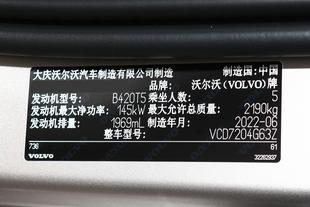 大庆沃尔沃汽车制造有限公司制造 制造国:中国
沃尔沃(VOLVO)牌
发动机型号: B420T5 乘坐人数: 5
发动机最大净功率: 145kW 最大允许总质量: 2190kg
发动机排量: 1969mL 制造年月: 2022-06
整车型号: VCD7204G63Z
736 61
VOLVO 32262937